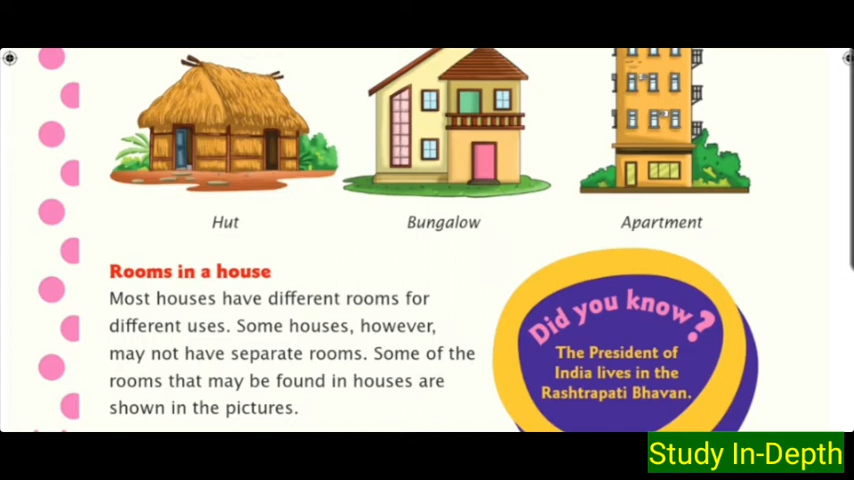 Hut
Bungalow
Apartment
Rooms in a house
Most houses have different rooms for
different uses. Some houses, however,
may not have separate rooms. Some of the
rooms that may be found in houses are
shown in the pictures.
Did you know?
The President of
India lives in the
Rashtrapati Bhavan.
Study In-Depth